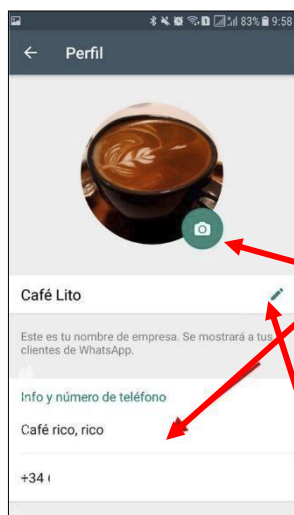 83% 9:58
Perfil
Café Lito
Este es tu nombre de empresa. Se mostrará a tus
clientes de WhatsApp.
Info y número de teléfono
Café rico, rico
+34